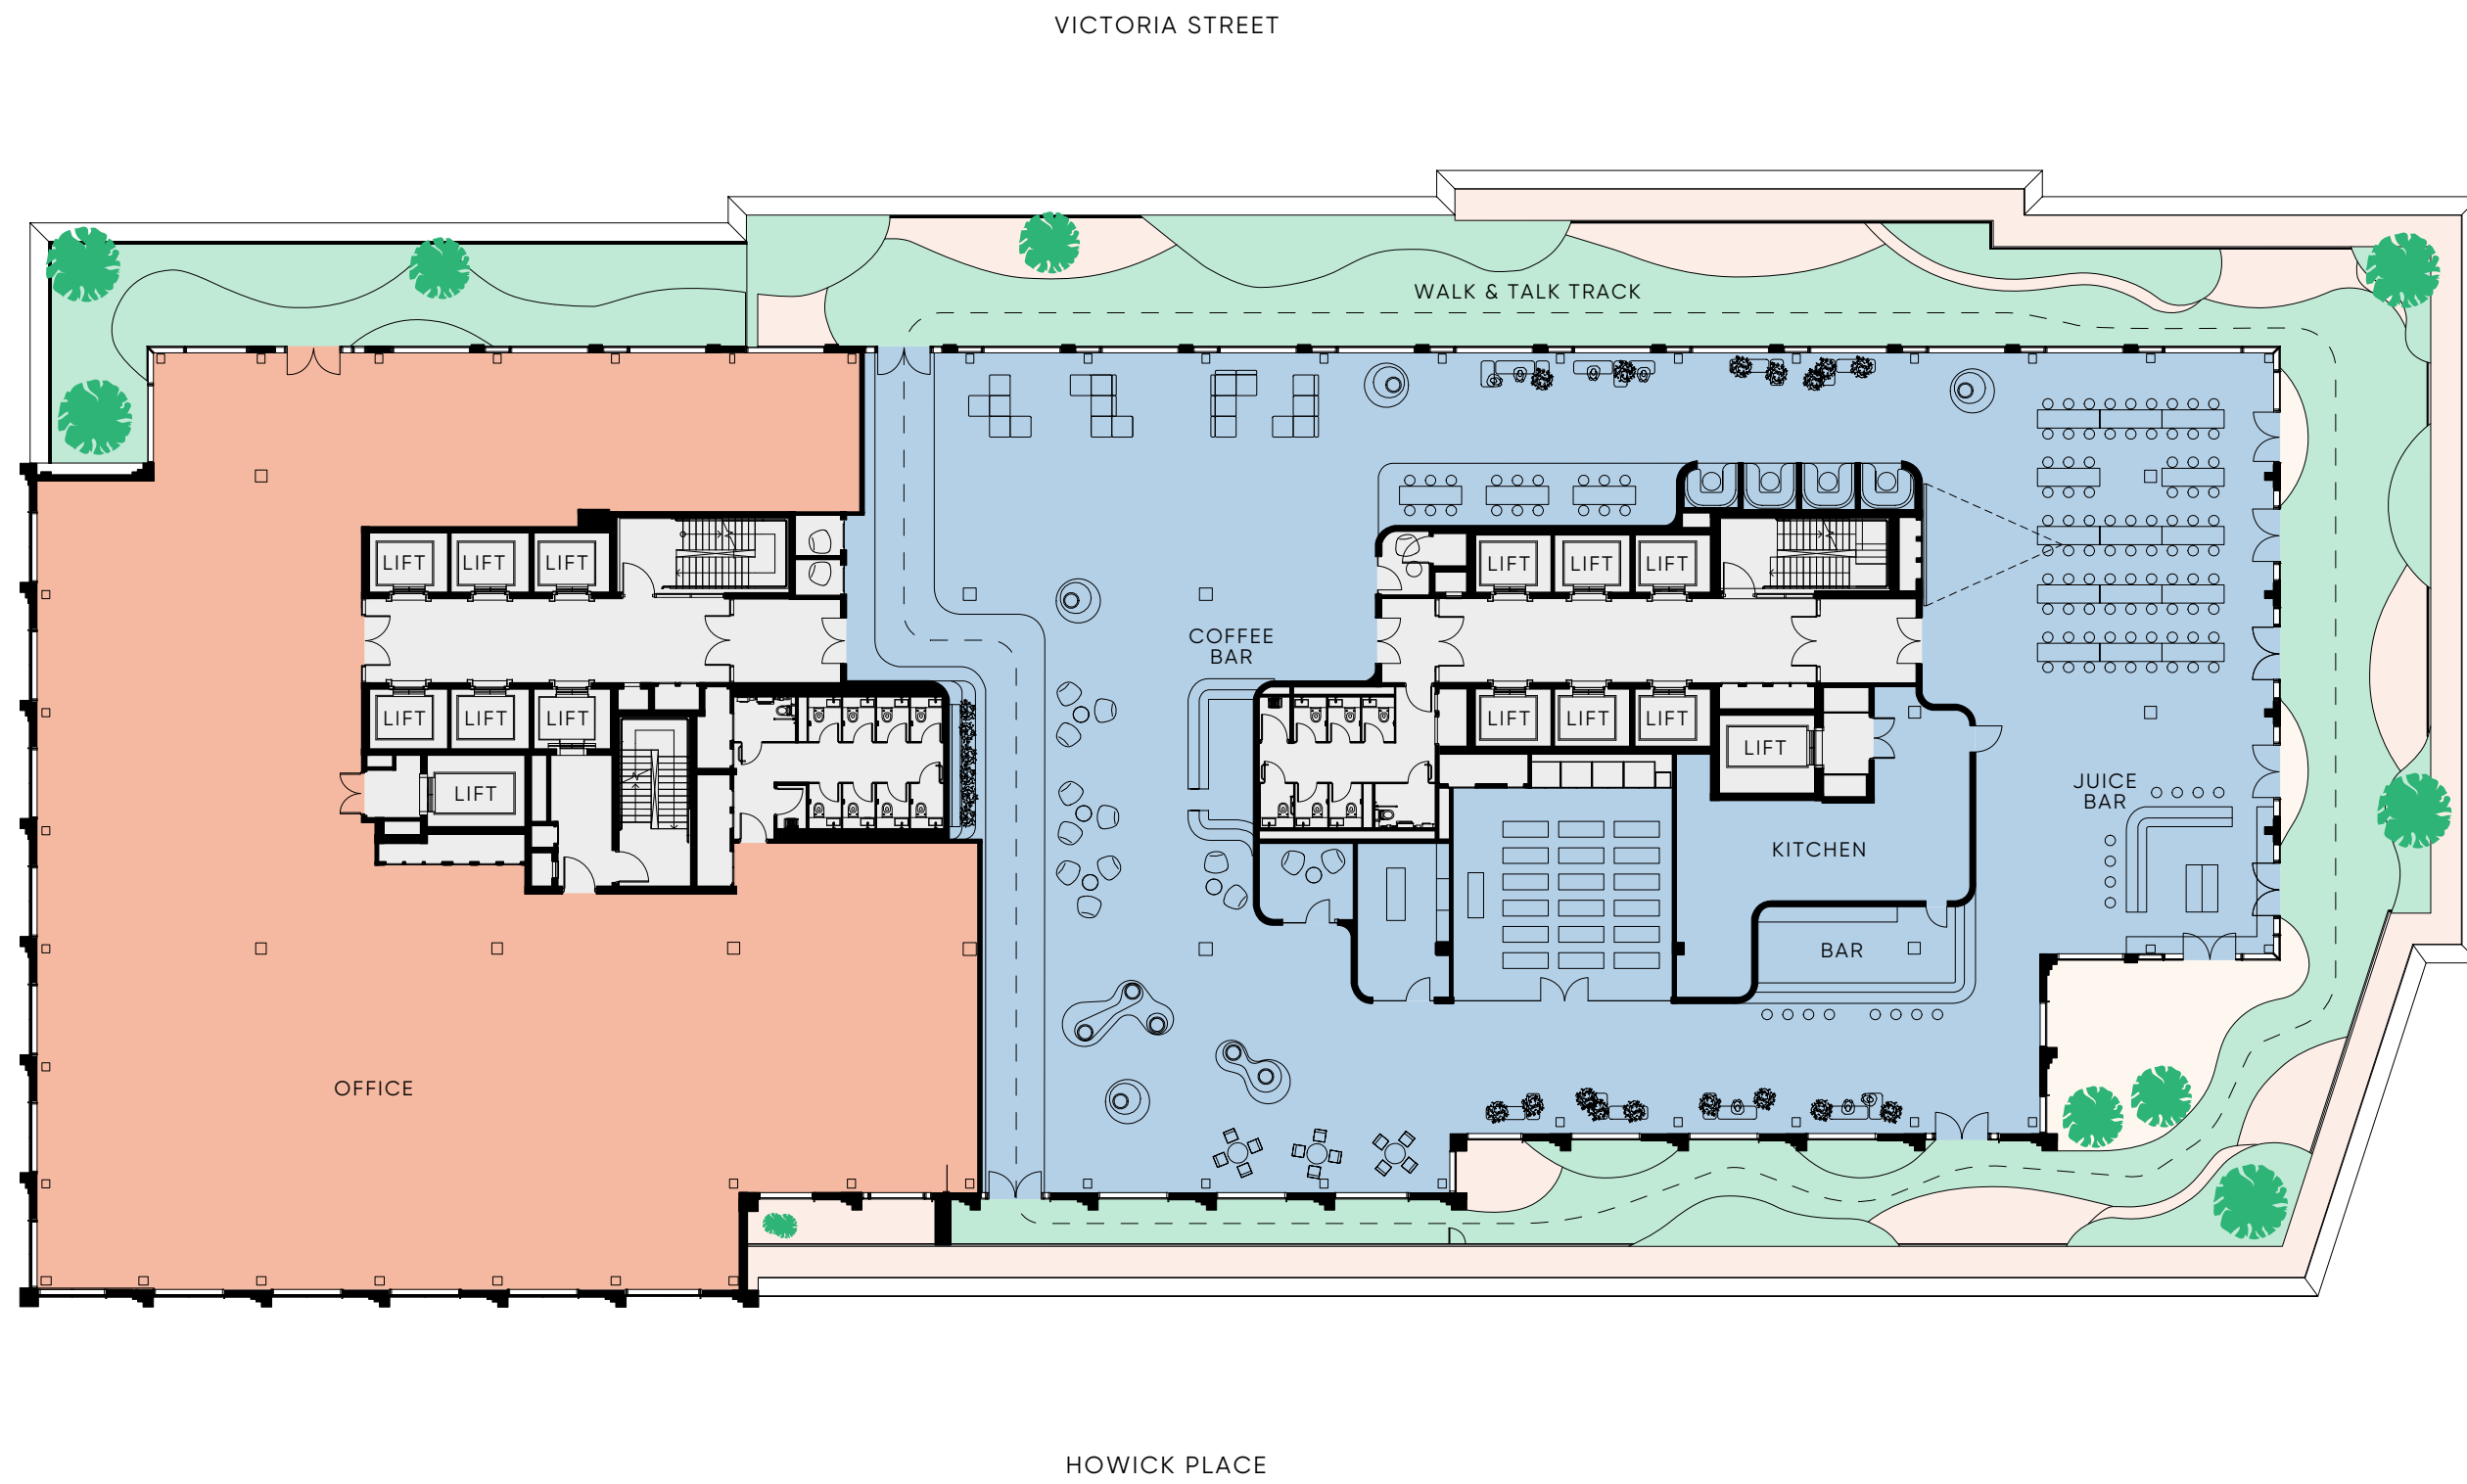 VICTORIA STREET
WALK & TALK TRACK
LIFT LIFT LIFT
LIFT LIFT LIFT
COFFEE
BAR
LIFT LIFT LIFT
LIFT LIFT LIFT
LIFT
LIFT
JUICE
BAR
KITCHEN
BAR
OFFICE
HOWICK PLACE